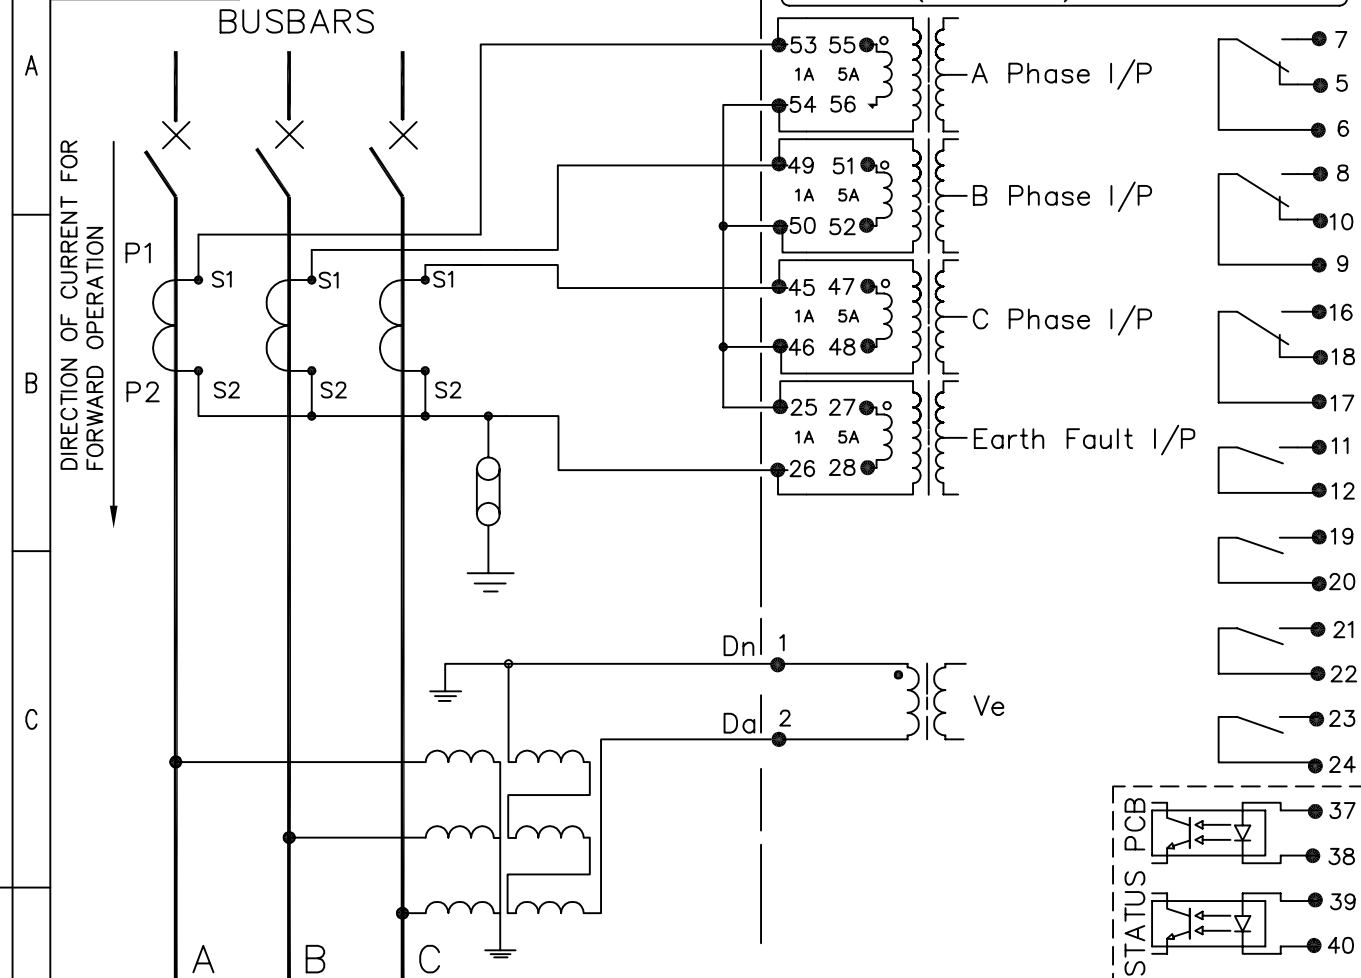 BUSBARS
A
B
C
DIRECTION OF CURRENT FOR
FORWARD OPERATION
P1
P2
S1
S1
S1
S2
S2
S2
A
B
C
53 55
1A 5A
54 56
A Phase I/P
49 51
1A 5A
50 52
B Phase I/P
45 47
1A 5A
46 48
C Phase I/P
25 27
1A 5A
26 28
Earth Fault I/P
Dn 1
Da 2
Ve
7
5
6
8
10
9
16
18
17
11
12
19
20
21
22
23
24
STATUS PCB
37
38
39
40